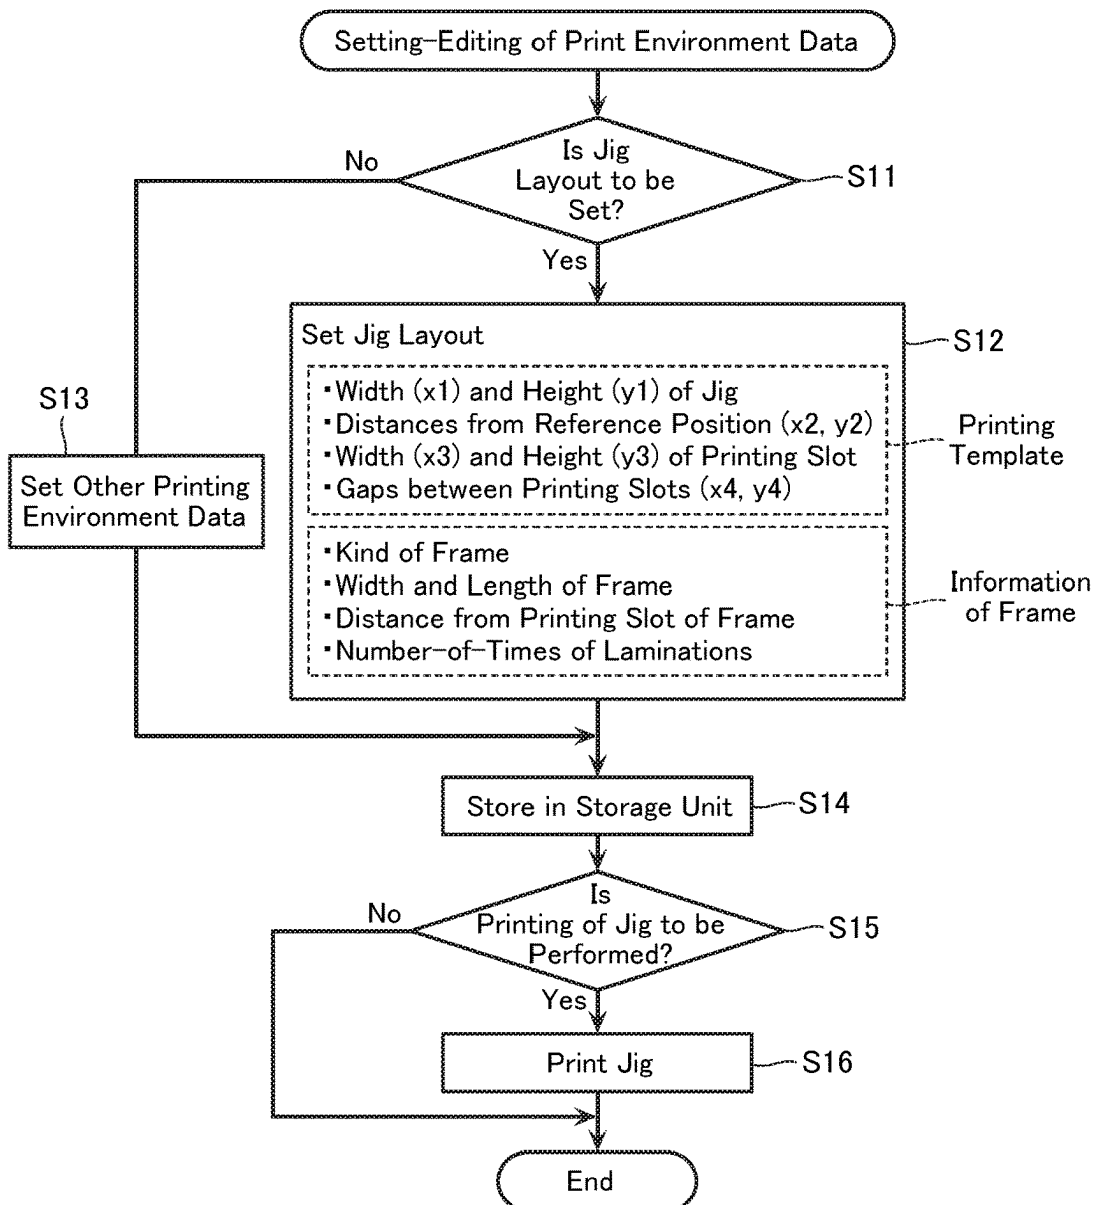 Setting-Editing of Print Environment Data
Is Jig
Layout to be
Set?
S11
No
Yes
Set Jig Layout
S12
・Width (x1) and Height (y1) of Jig
・Distances from Reference Position (x2, y2)
・Width (x3) and Height (y3) of Printing Slot
・Gaps between Printing Slots (x4, y4)
Printing
Template
・Kind of Frame
・Width and Length of Frame
・Distance from Printing Slot of Frame
・Number-of-Times of Laminations
Information
of Frame
S13
Set Other Printing
Environment Data
Store in Storage Unit
S14
Is
Printing of Jig to be
Performed?
S15
No
Yes
Print Jig
S16
End